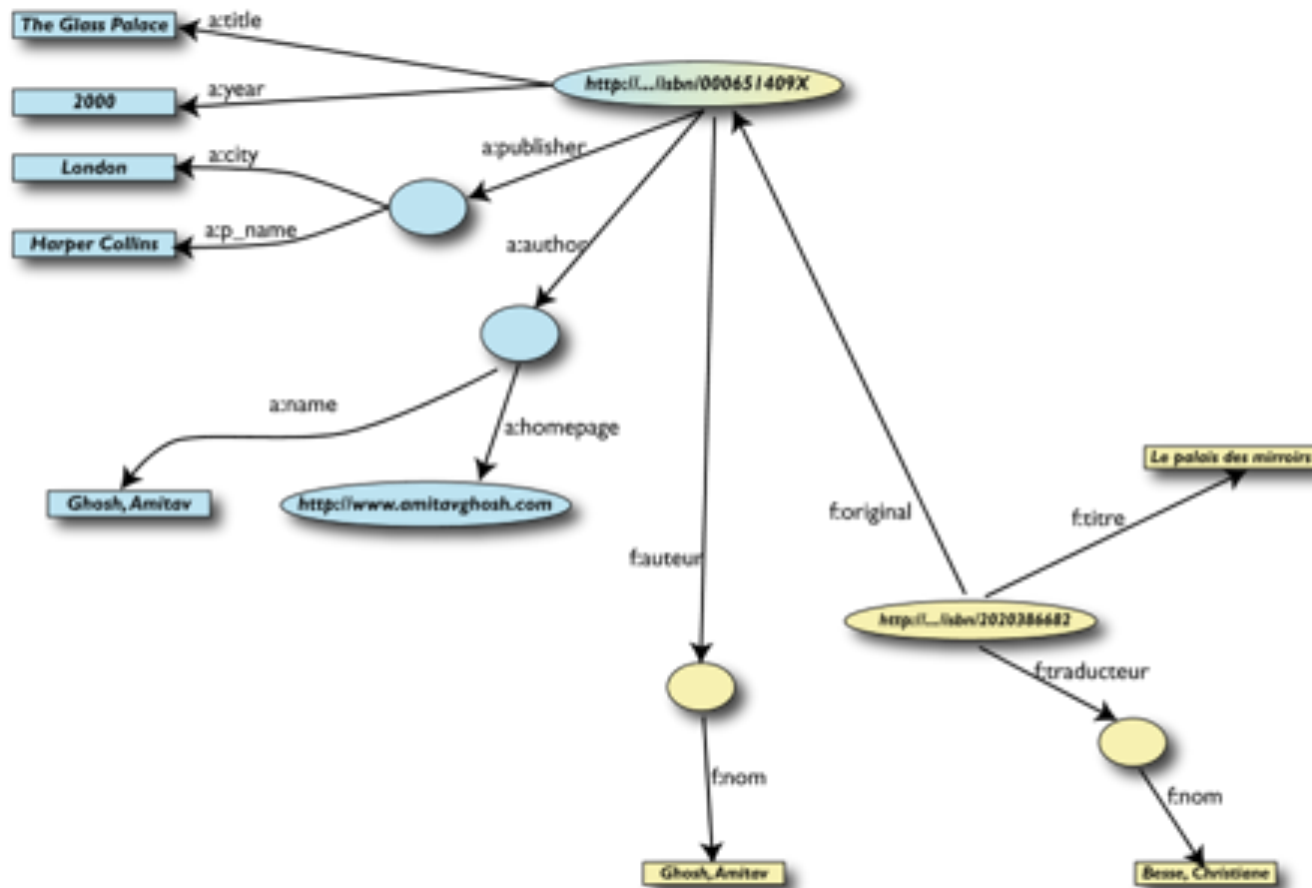 The Glass Palace
a:title
http://...//isbn/000651409X
2000
a:year
London
a:city
a:publisher
Harper Collins
a:p_name
a:author
a:name
a:homepage
Ghosh, Amitav
http://www.amitavghosh.com
Le palais des mirroirs
f:original
f:titre
f:auteur
http://...//isbn/2020386682
f:traducteur
f:nom
f:nom
Ghosh, Amitav
Besse, Christiane